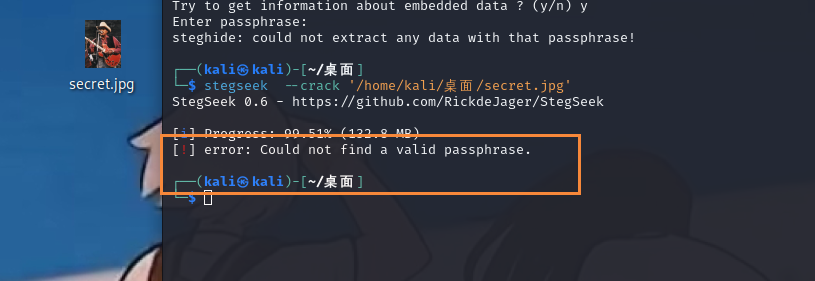 Try to get information about embedded data ? (y/n) y
Enter passphrase:
steghide: could not extract any data with that passphrase!
secret.jpg
┌──(kali㉿kali)-[~/桌面]
└─$ stegseek  --crack '/home/kali/桌面/secret.jpg'
StegSeek 0.6 - https://github.com/RickdeJager/StegSeek
[i] Progress: 99.51% (132.8 MB)
[!] error: Could not find a valid passphrase.
┌──(kali㉿kali)-[~/桌面]
└─$